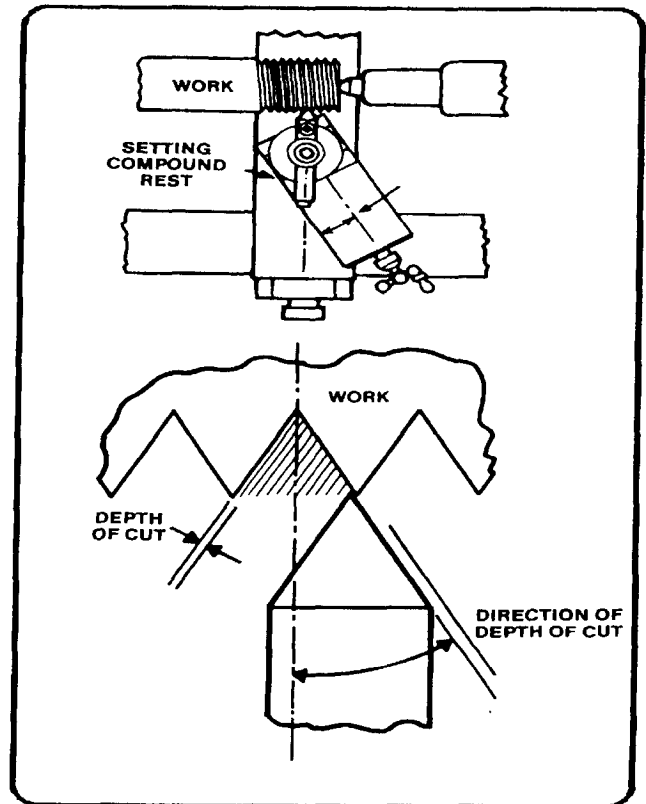 WORK
SETTING
COMPOUND
REST
WORK
DEPTH
OF CUT
DIRECTION OF
DEPTH OF CUT